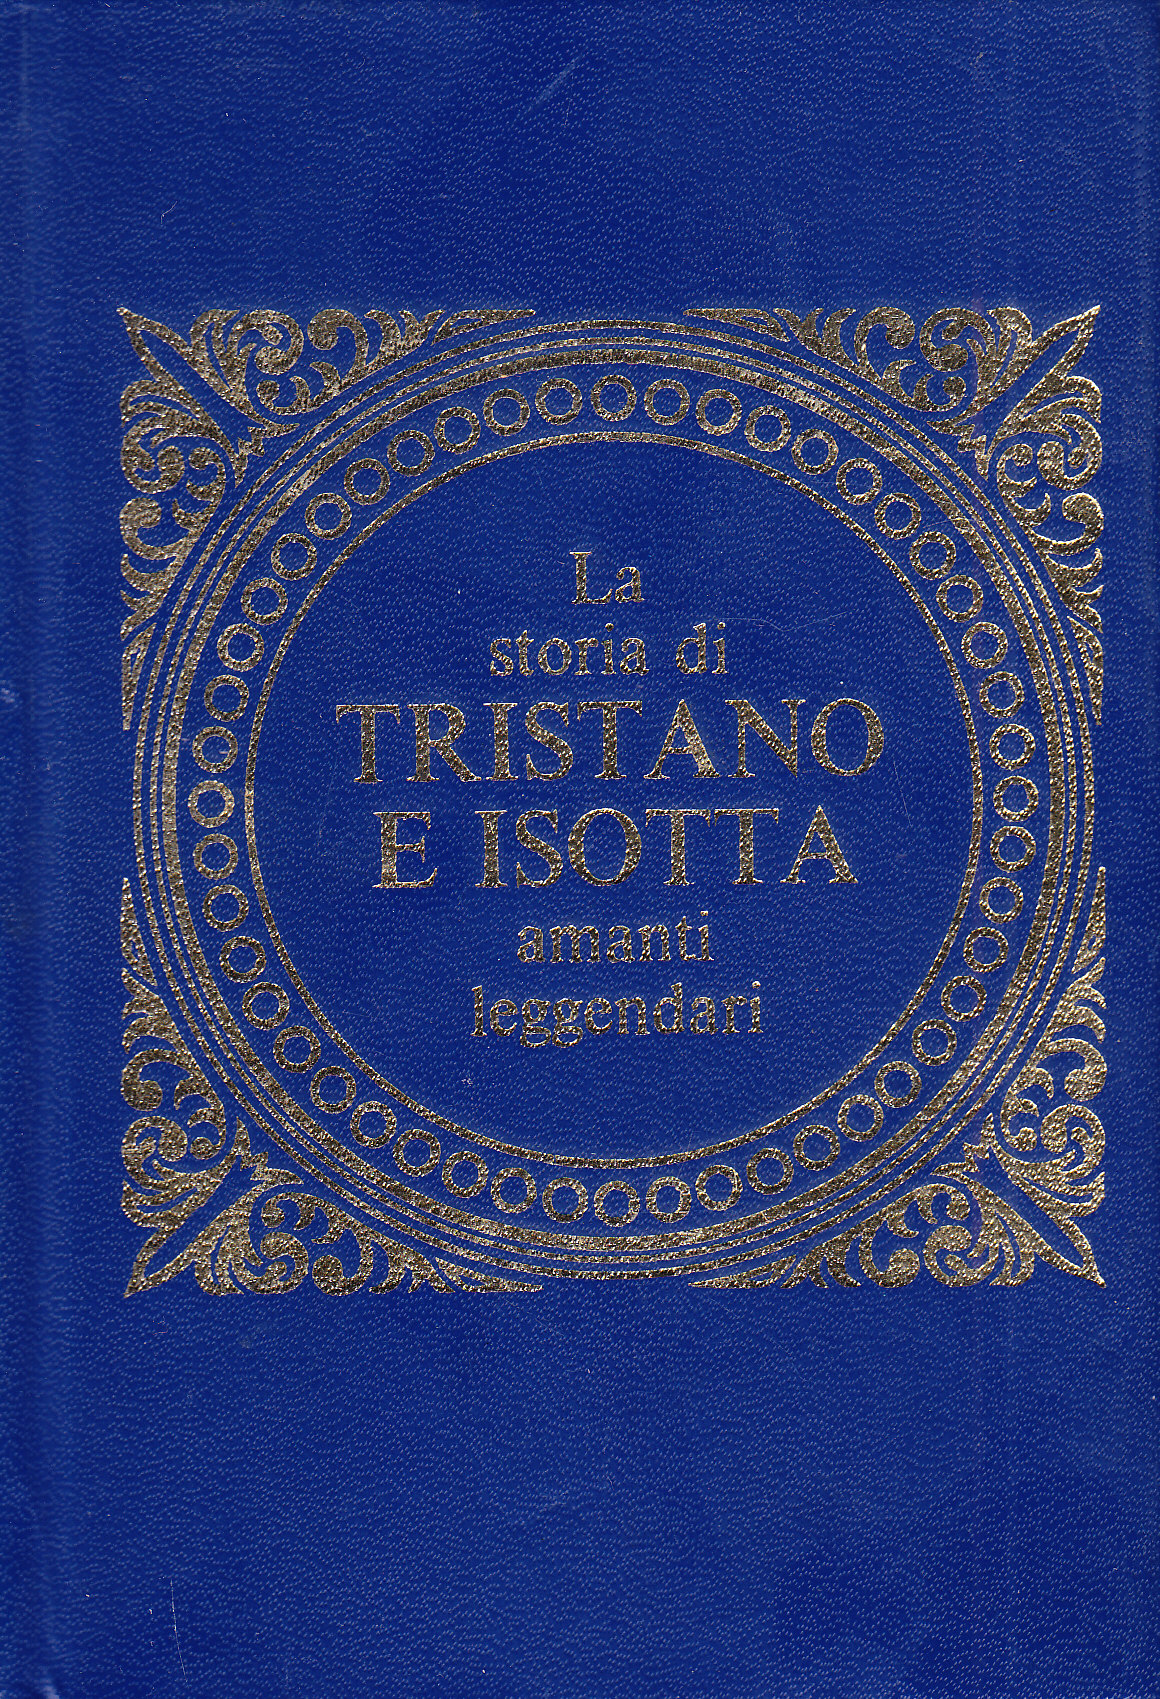 La
storia di
TRISTANO
E ISOTTA
amanti
leggendari